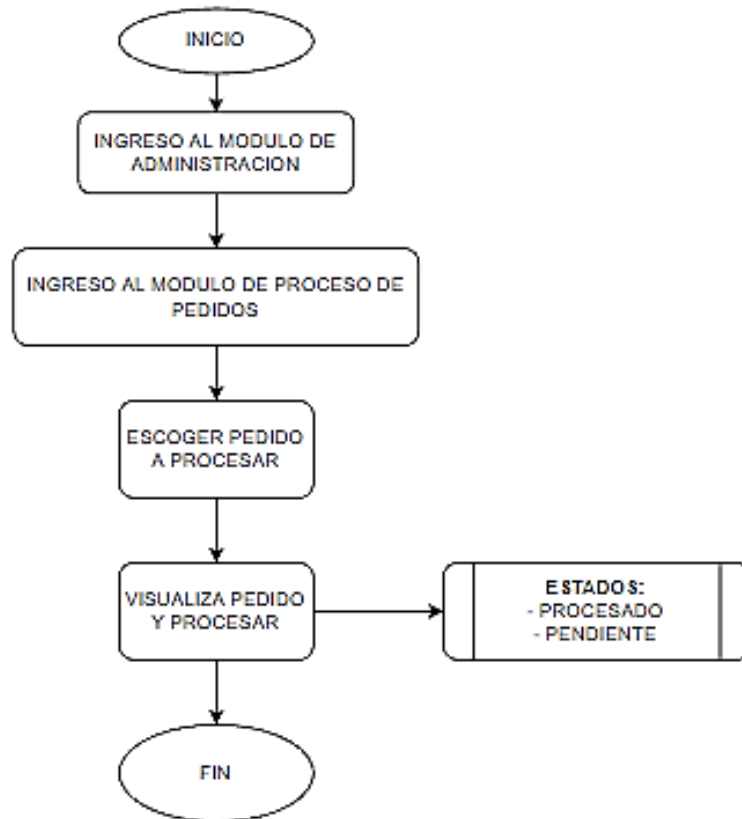 INICIO
INGRESO AL MODULO DE
ADMINISTRACION
INGRESO AL MODULO DE PROCESO DE
PEDIDOS
ESCOGER PEDIDO
A PROCESAR
VISUALIZA PEDIDO
Y PROCESAR
ESTADOS:
- PROCESADO
- PENDIENTE
FIN